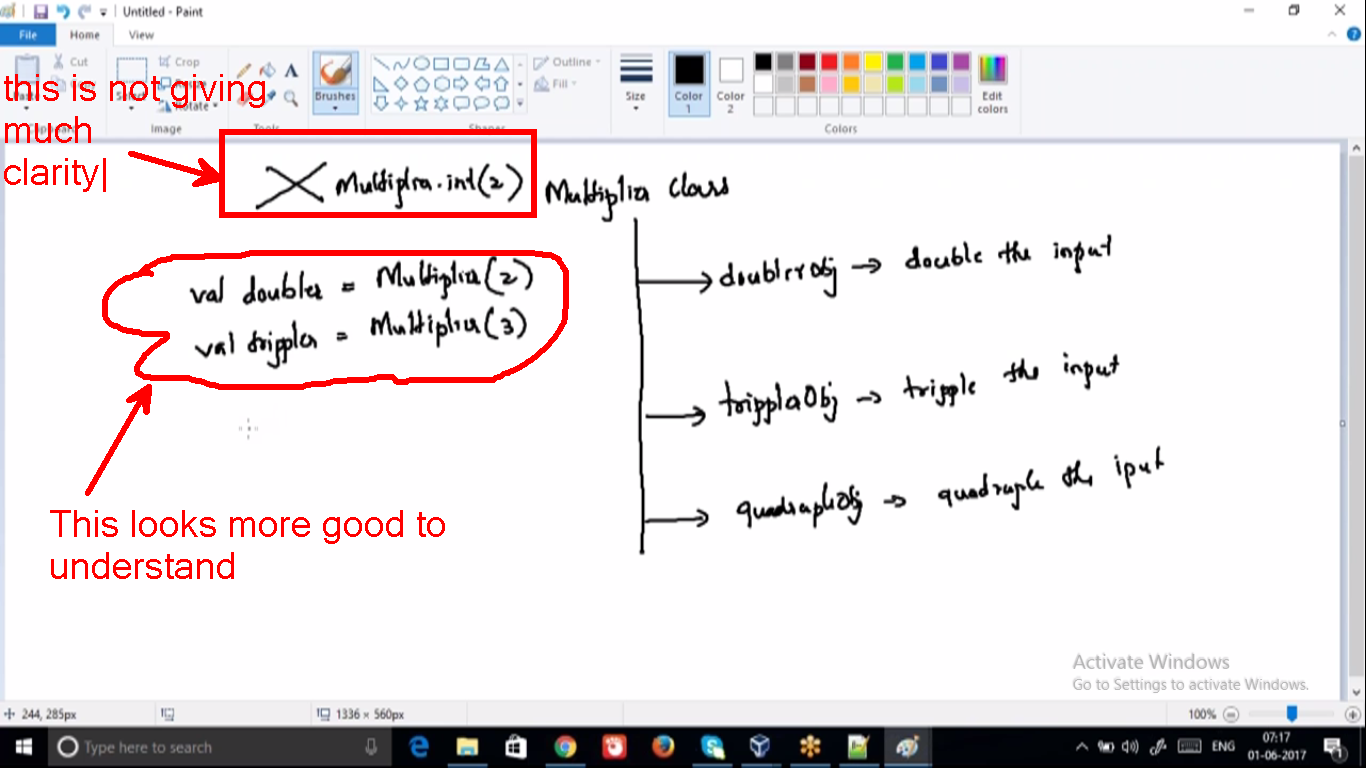 Untitled - Paint
File Home View
Cut
Crop
Rotate
Image
Tools
Brushes
Shapes
Outline
Fill
Size
Color 1
Color 2
Edit colors
Colors
this is not giving
much
clarity
Multiplier.int(2)
Multiplier class
val doubler = Multiplier(2)
val trippler = Multiplier(3)
doublerObj → double the input
tripplerObj → tripple the input
quadrapleObj → quadraple the iput
This looks more good to
understand
Activate Windows
Go to Settings to activate Windows.
244, 285px
1336 × 560px
100%
Type here to search
ENG
07:17
01-06-2017